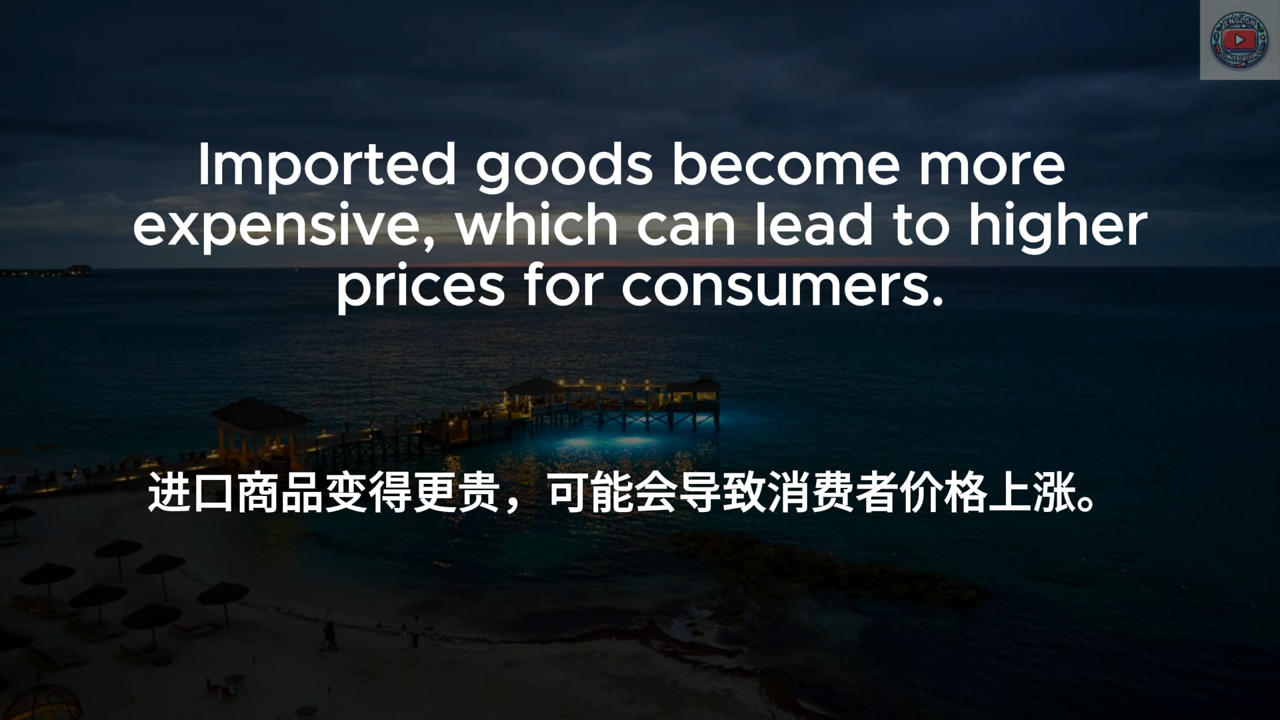 Imported goods become more
expensive, which can lead to higher
prices for consumers.
进口商品变得更贵，可能会导致消费者价格上涨。